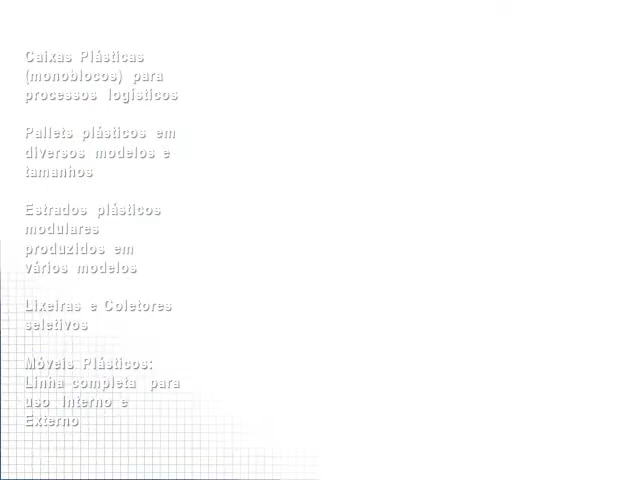 Caixas Plásticas
(monoblocos) para
processos logísticos
Pallets plásticos em
diversos modelos e
tamanhos
Estrados plásticos
modulares
produzidos em
vários modelos
Lixeiras e Coletores
seletivos
Móveis Plásticos:
Linha completa para
uso Interno e
Externo